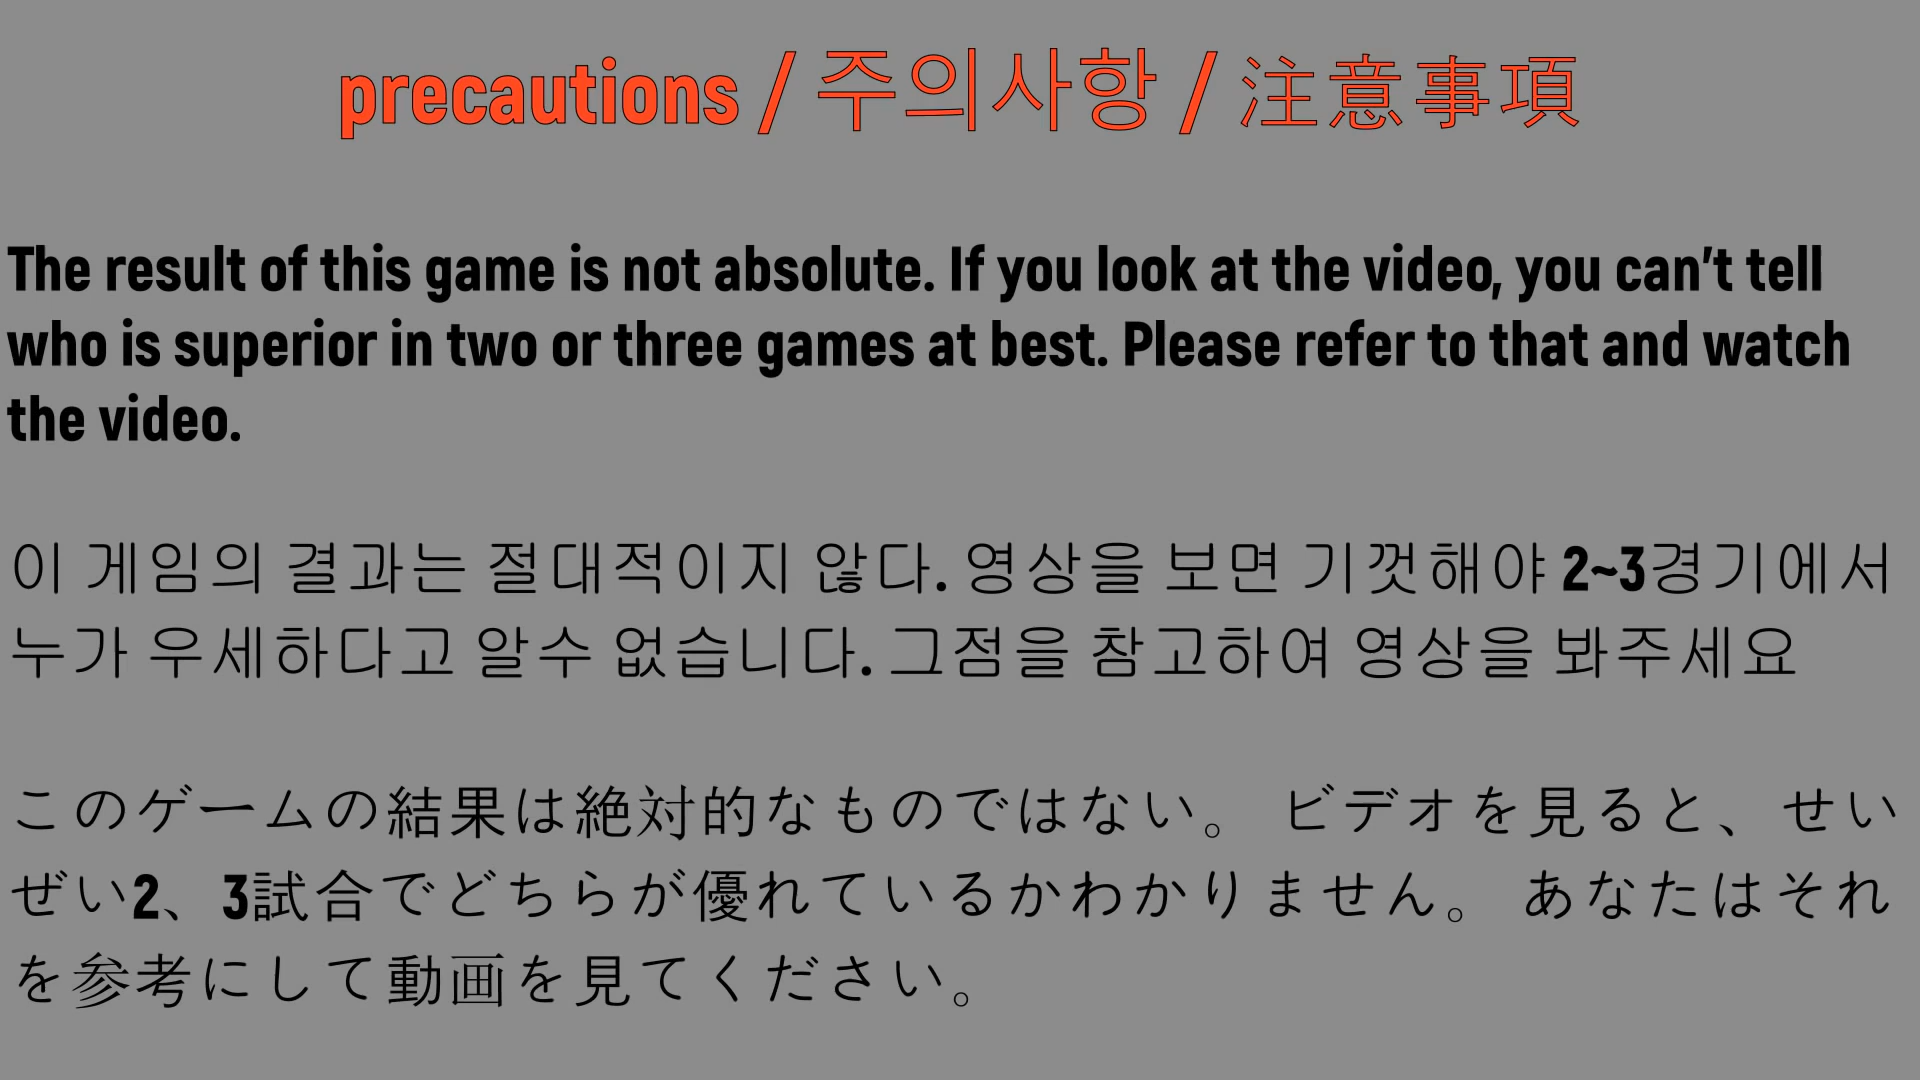 precautions / 주의사항 / 注意事項
The result of this game is not absolute. If you look at the video, you can't tell
who is superior in two or three games at best. Please refer to that and watch
the video.
이 게임의 결과는 절대적이지 않다. 영상을 보면 기껏해야 2~3경기에서
누가 우세하다고 알수 없습니다. 그점을 참고하여 영상을 봐주세요
このゲームの結果は絶対的なものではない。 ビデオを見ると、せい
ぜい2、3試合でどちらが優れているかわかりません。 あなたはそれ
を参考にして動画を見てください。